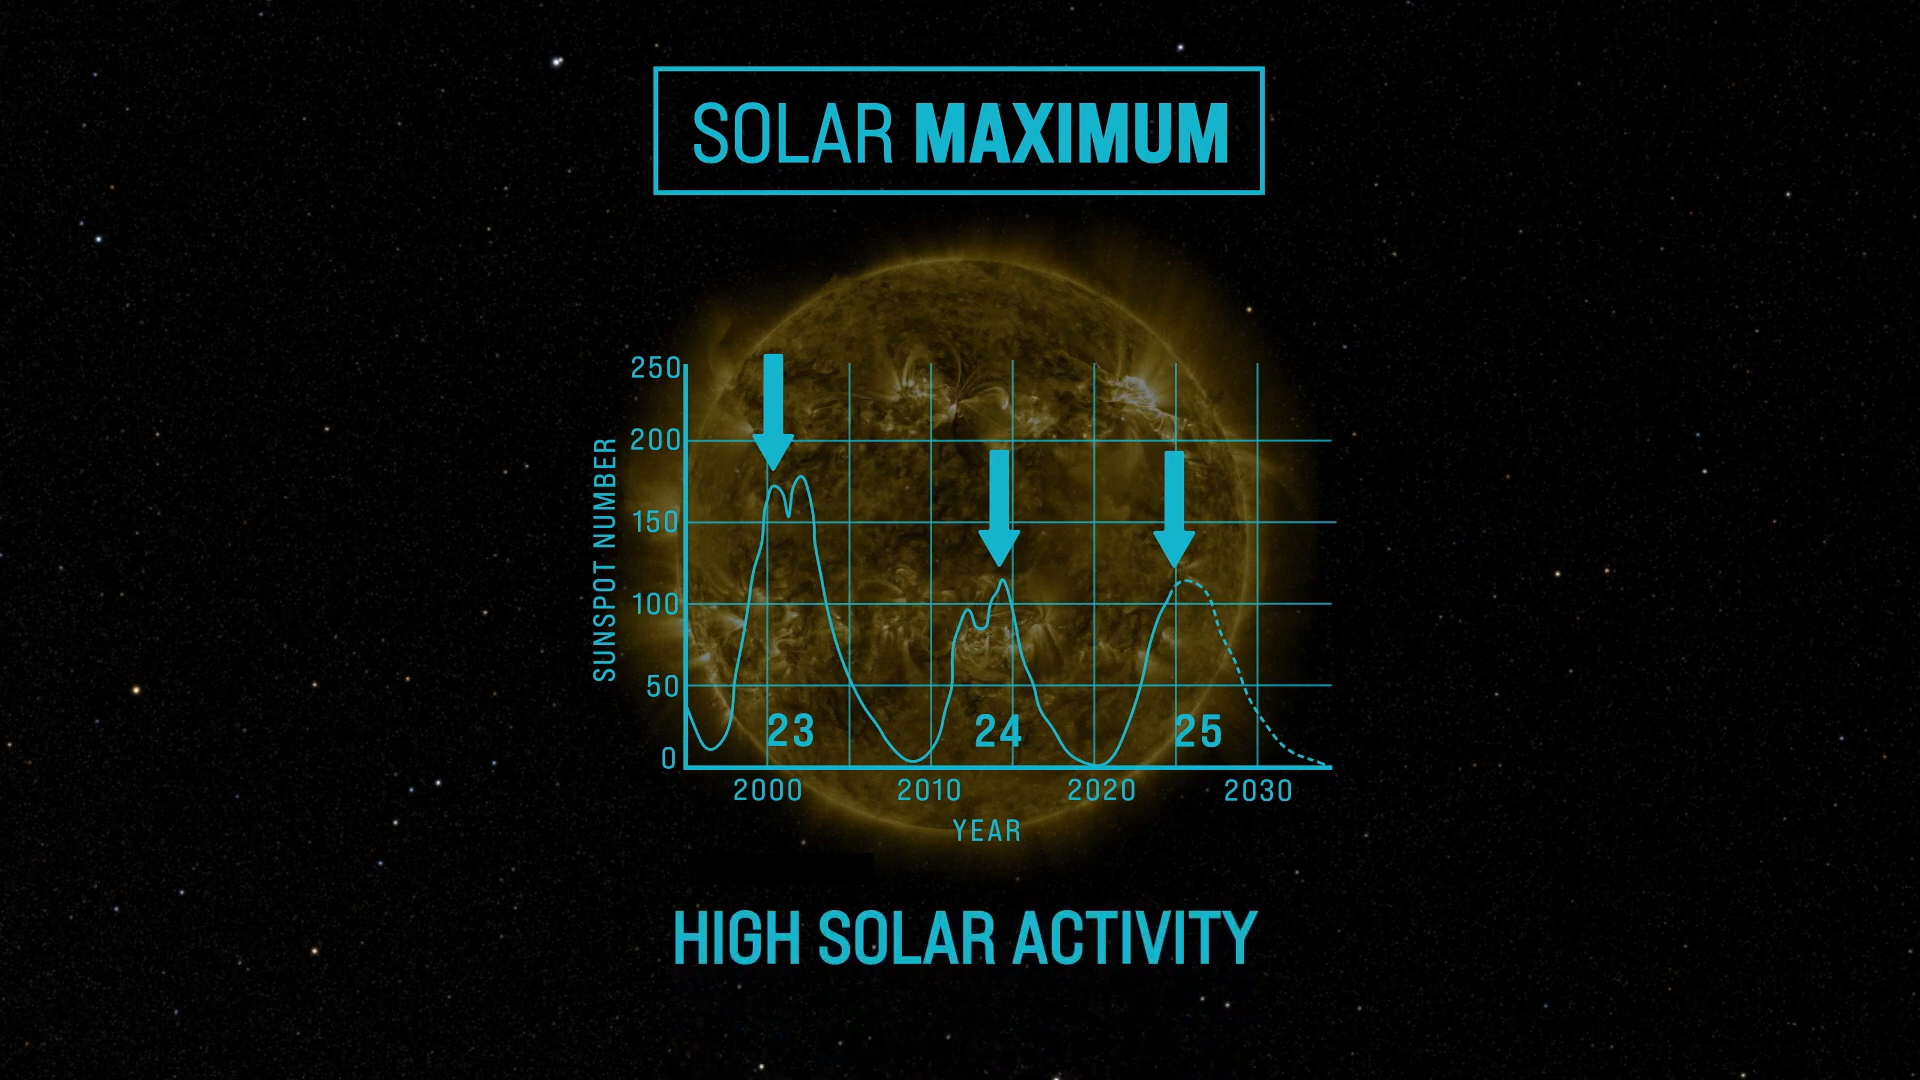 SOLAR MAXIMUM
250
200
150
100
50
0
SUNSPOT NUMBER
23 24 25
2000 2010 2020 2030
YEAR
HIGH SOLAR ACTIVITY